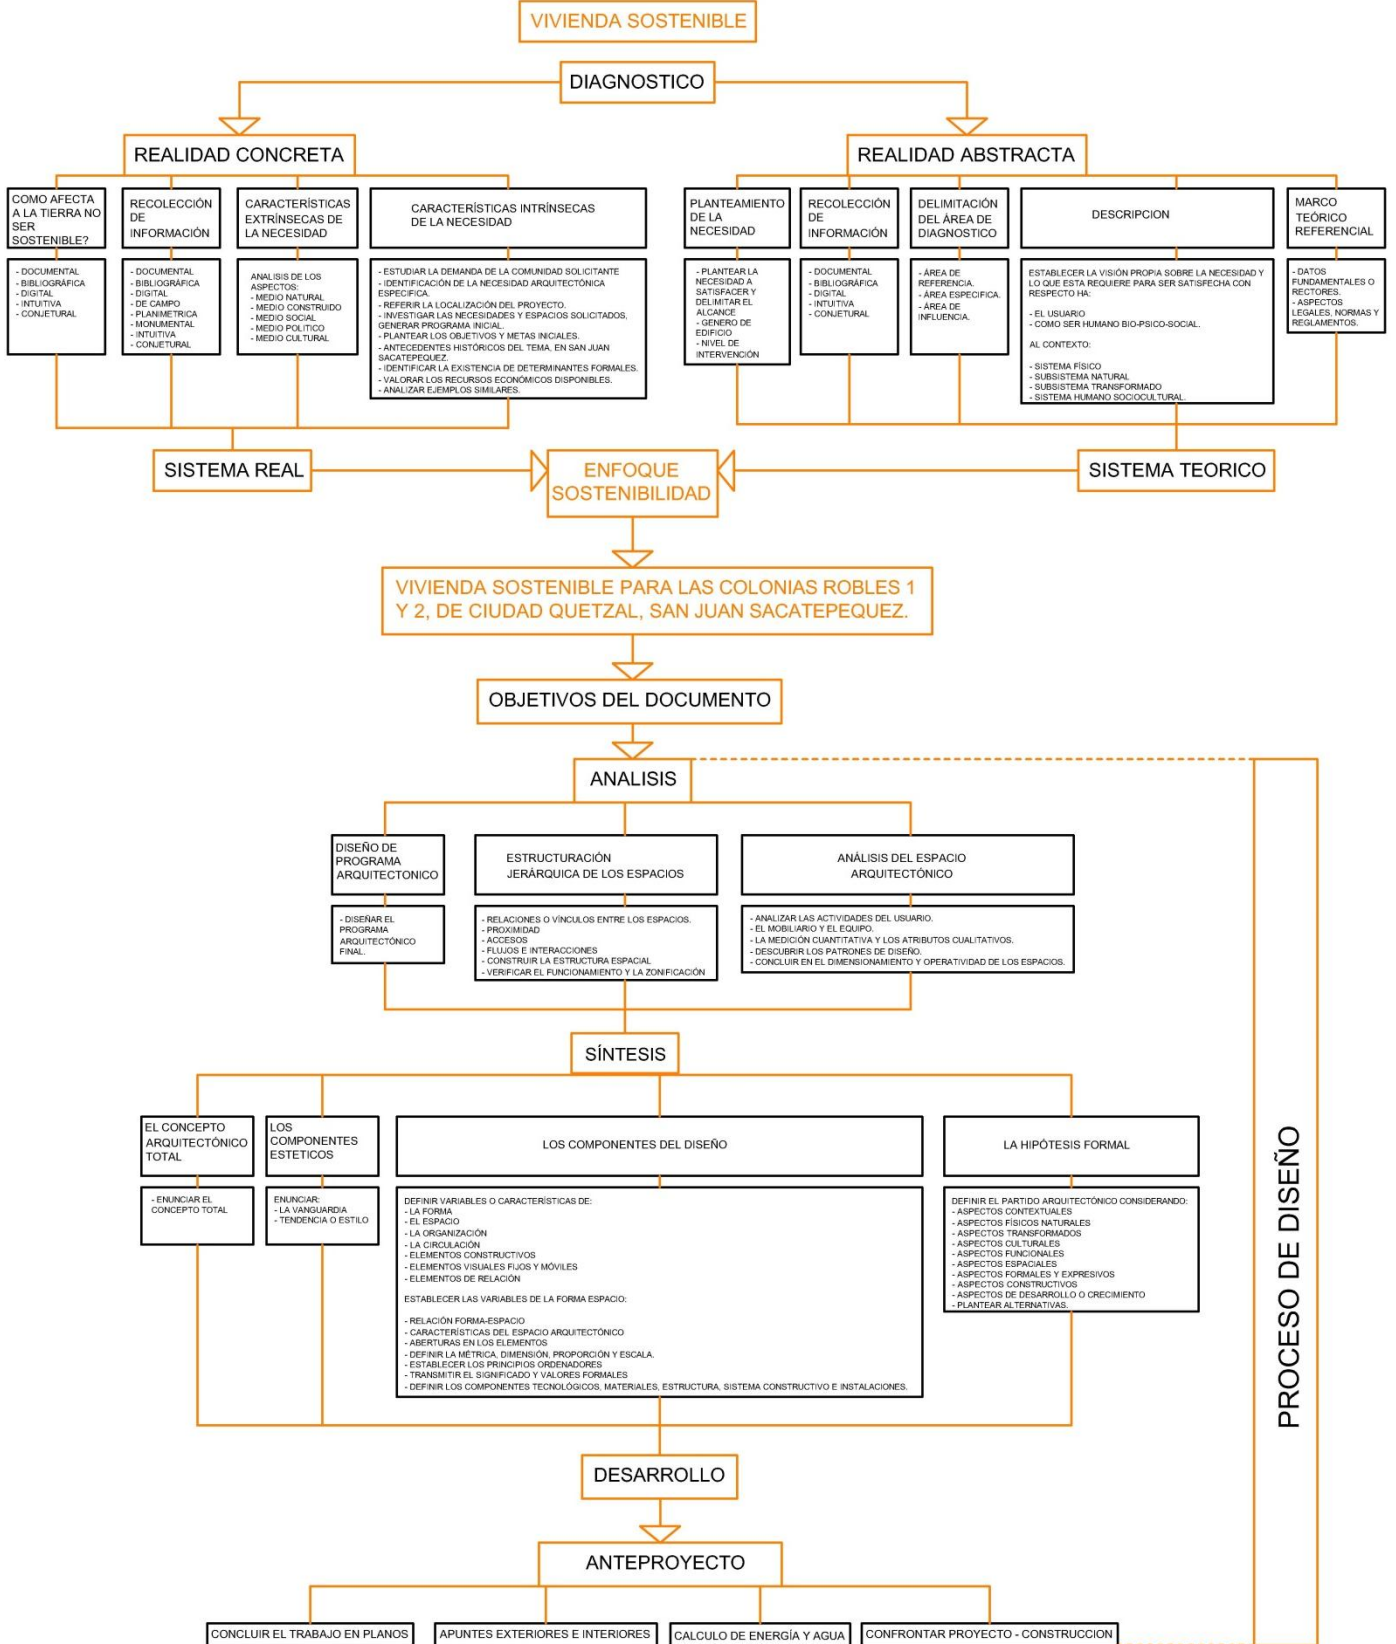 VIVIENDA SOSTENIBLE
DIAGNOSTICO
REALIDAD CONCRETA
COMO AFECTA
A LA TIERRA NO
SER
SOSTENIBLE?
- DOCUMENTAL
- BIBLIOGRÁFICA
- DIGITAL
- INTUITIVA
- CONJETURAL
RECOLECCIÓN
DE
INFORMACIÓN
- DOCUMENTAL
- BIBLIOGRÁFICA
- DIGITAL
- DE CAMPO
- PLANIMETRICA
- MONUMENTAL
- INTUITIVA
- CONJETURAL
CARACTERÍSTICAS
EXTRÍNSECAS DE
LA NECESIDAD
ANALISIS DE LOS
ASPECTOS:
- MEDIO NATURAL
- MEDIO CONSTRUIDO
- MEDIO SOCIAL
- MEDIO POLITICO
- MEDIO CULTURAL
CARACTERÍSTICAS INTRÍNSECAS
DE LA NECESIDAD
- ESTUDIAR LA DEMANDA DE LA COMUNIDAD SOLICITANTE
- IDENTIFICACIÓN DE LA NECESIDAD ARQUITECTÓNICA
ESPECIFICA.
- REFERIR LA LOCALIZACIÓN DEL PROYECTO.
- INVESTIGAR LAS NECESIDADES Y ESPACIOS SOLICITADOS,
GENERAR PROGRAMA INICIAL.
- PLANTEAR LOS OBJETIVOS Y METAS INICIALES.
- ANTECEDENTES HISTÓRICOS DEL TEMA, EN SAN JUAN
SACATEPEQUEZ.
- IDENTIFICAR LA EXISTENCIA DE DETERMINANTES FORMALES.
- VALORAR LOS RECURSOS ECONÓMICOS DISPONIBLES.
- ANALIZAR EJEMPLOS SIMILARES.
REALIDAD ABSTRACTA
PLANTEAMIENTO
DE LA
NECESIDAD
- PLANTEAR LA
NECESIDAD A
SATISFACER Y
DELIMITAR EL
ALCANCE
- GENERO DE
EDIFICIO
- NIVEL DE
INTERVENCIÓN
RECOLECCIÓN
DE
INFORMACIÓN
- DOCUMENTAL
- BIBLIOGRÁFICA
- DIGITAL
- INTUITIVA
- CONJETURAL
DELIMITACIÓN
DEL ÁREA DE
DIAGNOSTICO
- ÁREA DE
REFERENCIA.
- ÁREA ESPECIFICA.
- ÁREA DE
INFLUENCIA.
DESCRIPCION
ESTABLECER LA VISIÓN PROPIA SOBRE LA NECESIDAD Y
LO QUE ESTA REQUIERE PARA SER SATISFECHA CON
RESPECTO HA:
- EL USUARIO
- COMO SER HUMANO BIO-PSICO-SOCIAL.
AL CONTEXTO:
- SISTEMA FÍSICO
- SUBSISTEMA NATURAL
- SUBSISTEMA TRANSFORMADO
- SISTEMA HUMANO SOCIOCULTURAL.
MARCO
TEÓRICO
REFERENCIAL
- DATOS
FUNDAMENTALES O
RECTORES.
- ASPECTOS
LEGALES, NORMAS Y
REGLAMENTOS.
SISTEMA REAL
ENFOQUE
SOSTENIBILIDAD
SISTEMA TEORICO
VIVIENDA SOSTENIBLE PARA LAS COLONIAS ROBLES 1
Y 2, DE CIUDAD QUETZAL, SAN JUAN SACATEPEQUEZ.
OBJETIVOS DEL DOCUMENTO
ANALISIS
DISEÑO DE
PROGRAMA
ARQUITECTONICO
- DISEÑAR EL
PROGRAMA
ARQUITECTÓNICO
FINAL.
ESTRUCTURACIÓN
JERÁRQUICA DE LOS ESPACIOS
- RELACIONES O VÍNCULOS ENTRE LOS ESPACIOS.
- PROXIMIDAD
- ACCESOS
- FLUJOS E INTERACCIONES
- CONSTRUIR LA ESTRUCTURA ESPACIAL
- VERIFICAR EL FUNCIONAMIENTO Y LA ZONIFICACIÓN
ANÁLISIS DEL ESPACIO
ARQUITECTÓNICO
- ANALIZAR LAS ACTIVIDADES DEL USUARIO.
- EL MOBILIARIO Y EL EQUIPO.
- LA MEDICIÓN CUANTITATIVA Y LOS ATRIBUTOS CUALITATIVOS.
- DESCUBRIR LOS PATRONES DE DISEÑO.
- CONCLUIR EN EL DIMENSIONAMIENTO Y OPERATIVIDAD DE LOS ESPACIOS.
SÍNTESIS
EL CONCEPTO
ARQUITECTÓNICO
TOTAL
- ENUNCIAR EL
CONCEPTO TOTAL
LOS
COMPONENTES
ESTETICOS
ENUNCIAR:
- LA VANGUARDIA
- TENDENCIA O ESTILO
LOS COMPONENTES DEL DISEÑO
DEFINIR VARIABLES O CARACTERÍSTICAS DE:
- LA FORMA
- EL ESPACIO
- LA ORGANIZACIÓN
- LA CIRCULACIÓN
- ELEMENTOS CONSTRUCTIVOS
- ELEMENTOS VISUALES FIJOS Y MÓVILES
- ELEMENTOS DE RELACIÓN
ESTABLECER LAS VARIABLES DE LA FORMA ESPACIO:
- RELACIÓN FORMA-ESPACIO
- CARACTERÍSTICAS DEL ESPACIO ARQUITECTÓNICO
- ABERTURAS EN LOS ELEMENTOS
- DEFINIR LA MÉTRICA, DIMENSIÓN, PROPORCIÓN Y ESCALA.
- ESTABLECER LOS PRINCIPIOS ORDENADORES
- TRANSMITIR EL SIGNIFICADO Y VALORES FORMALES
- DEFINIR LOS COMPONENTES TECNOLÓGICOS, MATERIALES, ESTRUCTURA, SISTEMA CONSTRUCTIVO E INSTALACIONES.
LA HIPÓTESIS FORMAL
DEFINIR EL PARTIDO ARQUITECTÓNICO CONSIDERANDO:
- ASPECTOS CONTEXTUALES
- ASPECTOS FÍSICOS NATURALES
- ASPECTOS TRANSFORMADOS
- ASPECTOS CULTURALES
- ASPECTOS FUNCIONALES
- ASPECTOS ESPACIALES
- ASPECTOS FORMALES Y EXPRESIVOS
- ASPECTOS CONSTRUCTIVOS
- ASPECTOS DE DESARROLLO O CRECIMIENTO
- PLANTEAR ALTERNATIVAS.
PROCESO DE DISEÑO
DESARROLLO
ANTEPROYECTO
CONCLUIR EL TRABAJO EN PLANOS
APUNTES EXTERIORES E INTERIORES
CALCULO DE ENERGÍA Y AGUA
CONFRONTAR PROYECTO - CONSTRUCCION